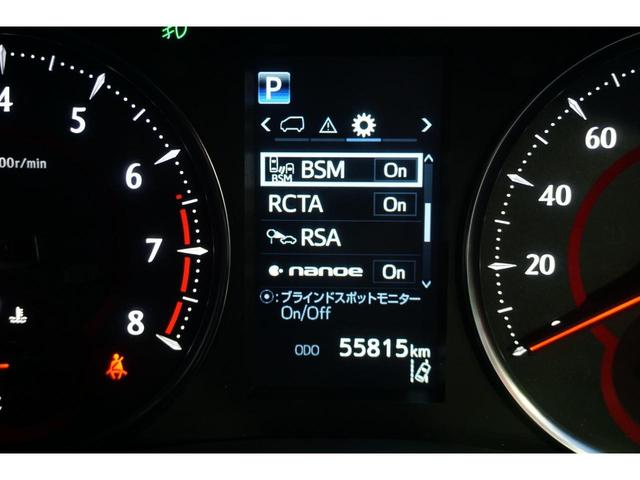 4
5
6
7
8
00r/min
P
BSM
BSM On
RCTA On
RSA
nanoe On
⦿:ブラインドスポットモニター
On/Off
ODO 55815km
60
40
20